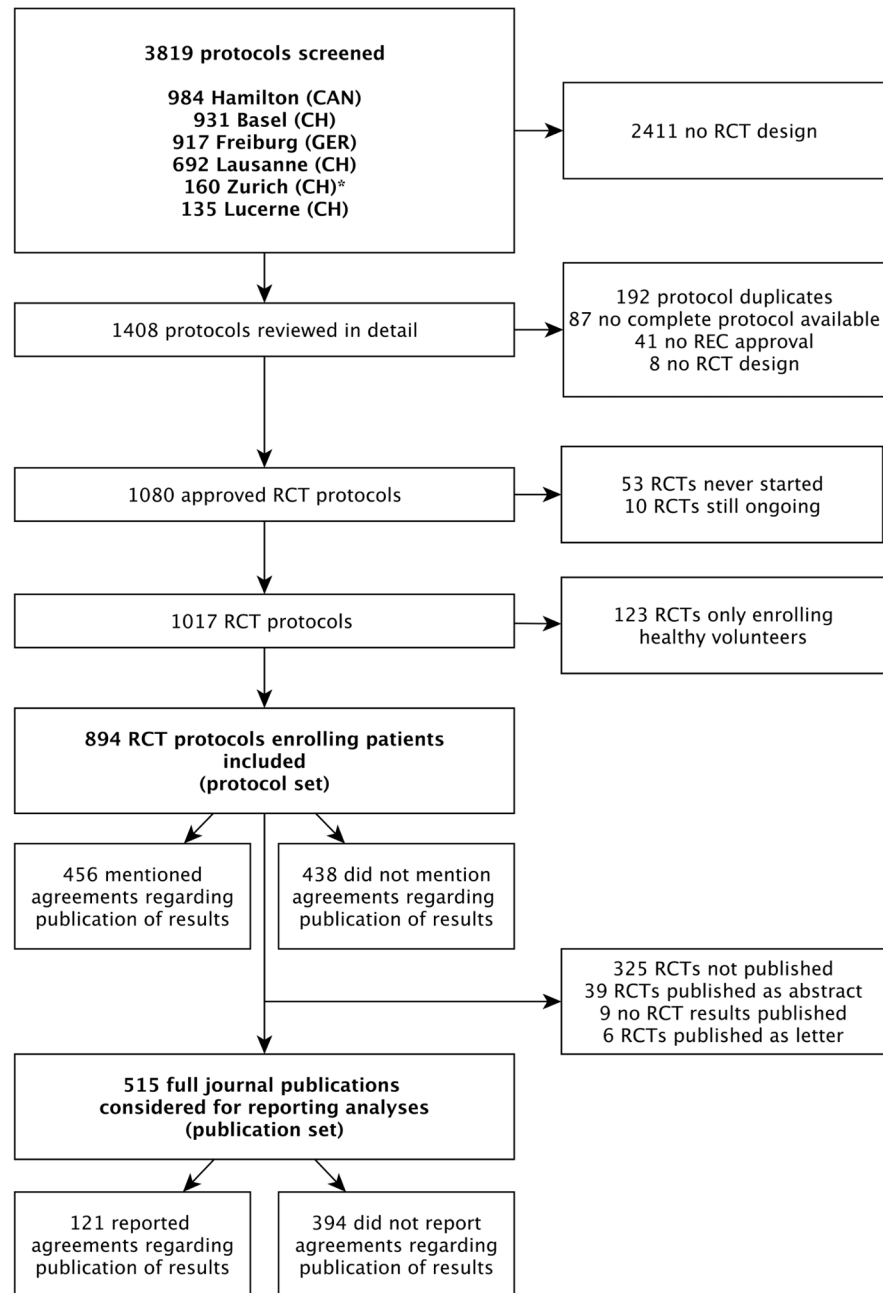 3819 protocols screened
984 Hamilton (CAN)
931 Basel (CH)
917 Freiburg (GER)
692 Lausanne (CH)
160 Zurich (CH)*
135 Lucerne (CH)
2411 no RCT design
1408 protocols reviewed in detail
192 protocol duplicates
87 no complete protocol available
41 no REC approval
8 no RCT design
1080 approved RCT protocols
53 RCTs never started
10 RCTs still ongoing
1017 RCT protocols
123 RCTs only enrolling
healthy volunteers
894 RCT protocols enrolling patients
included
(protocol set)
456 mentioned
agreements regarding
publication of results
438 did not mention
agreements regarding
publication of results
325 RCTs not published
39 RCTs published as abstract
9 no RCT results published
6 RCTs published as letter
515 full journal publications
considered for reporting analyses
(publication set)
121 reported
agreements regarding
publication of results
394 did not report
agreements regarding
publication of results